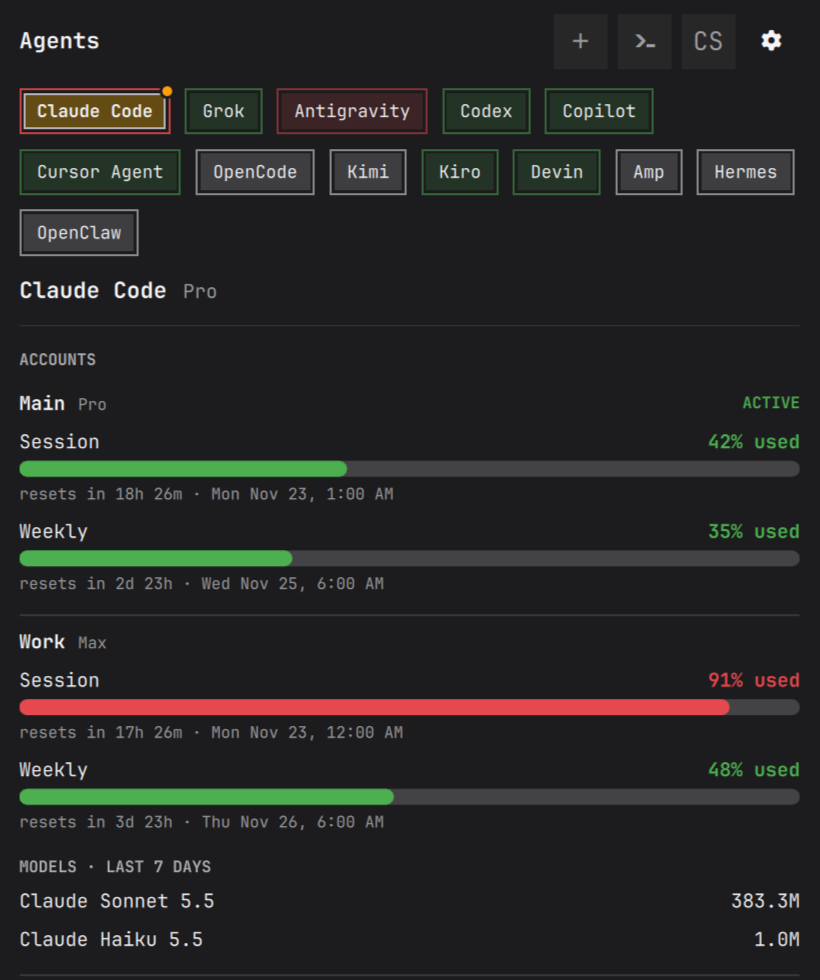 Agents + >_ CS
Claude Code Grok Antigravity Codex Copilot
Cursor Agent OpenCode Kimi Kiro Devin Amp Hermes
OpenClaw
Claude Code Pro
ACCOUNTS
Main Pro ACTIVE
Session 42% used
resets in 18h 26m · Mon Nov 23, 1:00 AM
Weekly 35% used
resets in 2d 23h · Wed Nov 25, 6:00 AM
Work Max
Session 91% used
resets in 17h 26m · Mon Nov 23, 12:00 AM
Weekly 48% used
resets in 3d 23h · Thu Nov 26, 6:00 AM
MODELS · LAST 7 DAYS
Claude Sonnet 5.5 383.3M
Claude Haiku 5.5 1.0M